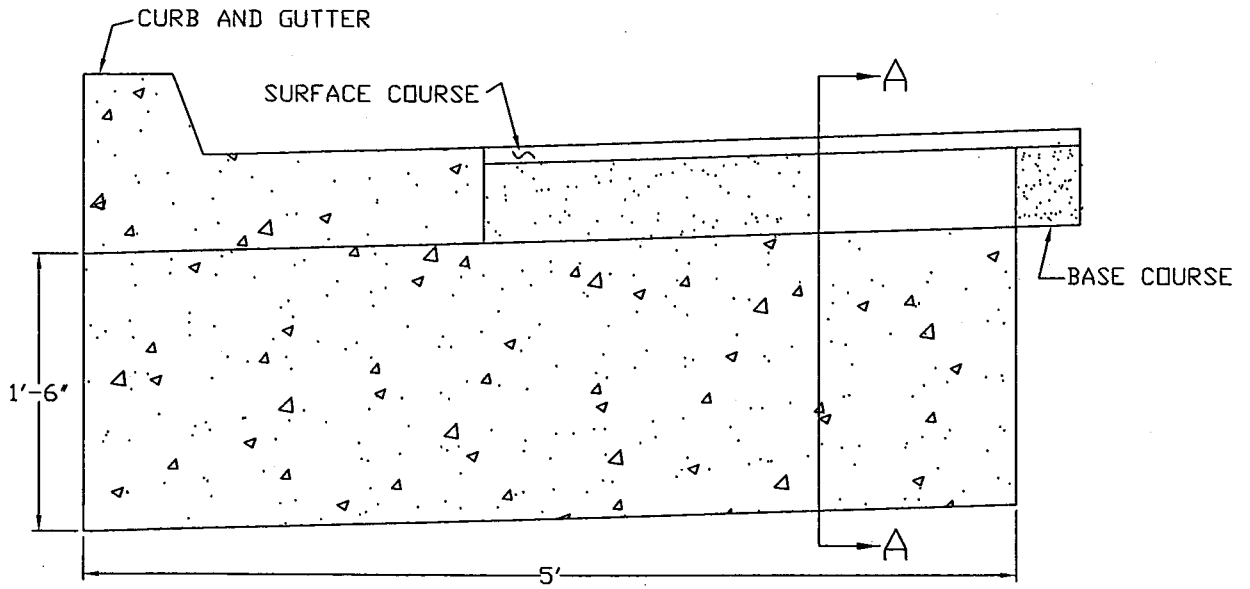 CURB AND GUTTER
SURFACE COURSE
A
BASE COURSE
1'-6"
A
5'